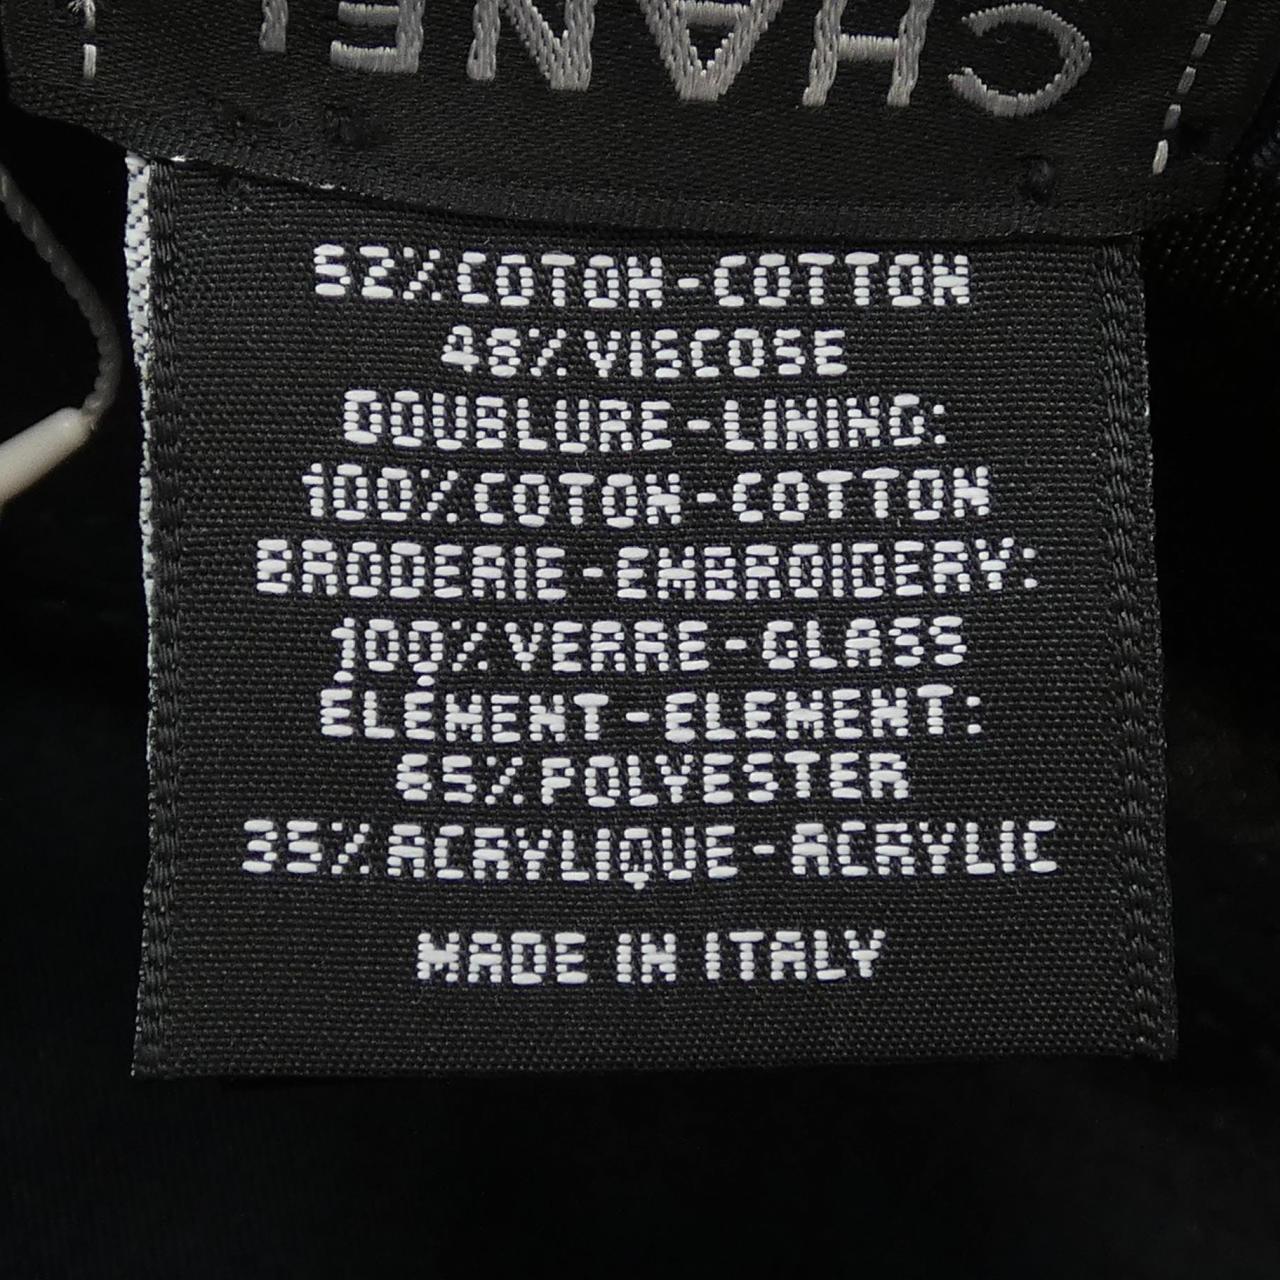 CHANEL
52% COTON - COTTON
48% VISCOSE
DOUBLURE - LINING:
100% COTON - COTTON
BRODERIE - EMBROIDERY:
100% VERRE - GLASS
ÉLÉMENT - ELEMENT:
65% POLYESTER
35% ACRYLIQUE - ACRYLIC
MADE IN ITALY